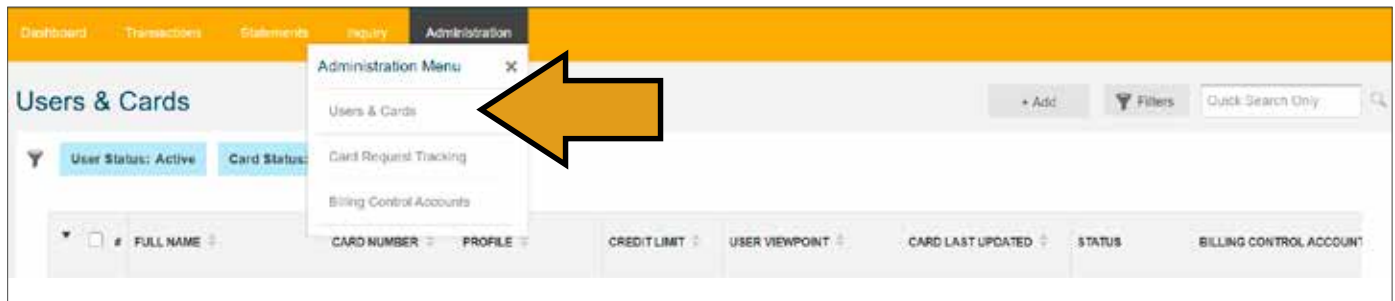 Dashboard Transactions Statements Inquiry Administration
Administration Menu ×
Users & Cards
+ Add Filters Quick Search Only
Users & Cards
User Status: Active Card Status:
Card Request Tracking
Billing Control Accounts
# FULL NAME CARD NUMBER PROFILE CREDIT LIMIT USER VIEWPOINT CARD LAST UPDATED STATUS BILLING CONTROL ACCOUNT